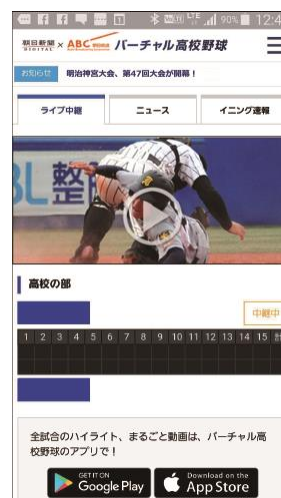 LTE 90% 12:4
朝日新聞 DIGITAL × ABC バーチャル高校野球
お知らせ 明治神宮大会、第47回大会が開幕！
ライブ中継 ニュース イニング速報
整
高校の部
中継中
1 2 3 4 5 6 7 8 9 10 11 12 13 14 15 計
全試合のハイライト、まるごと動画は、バーチャル高
校野球のアプリで！
GET IT ON Google Play
Download on the App Store